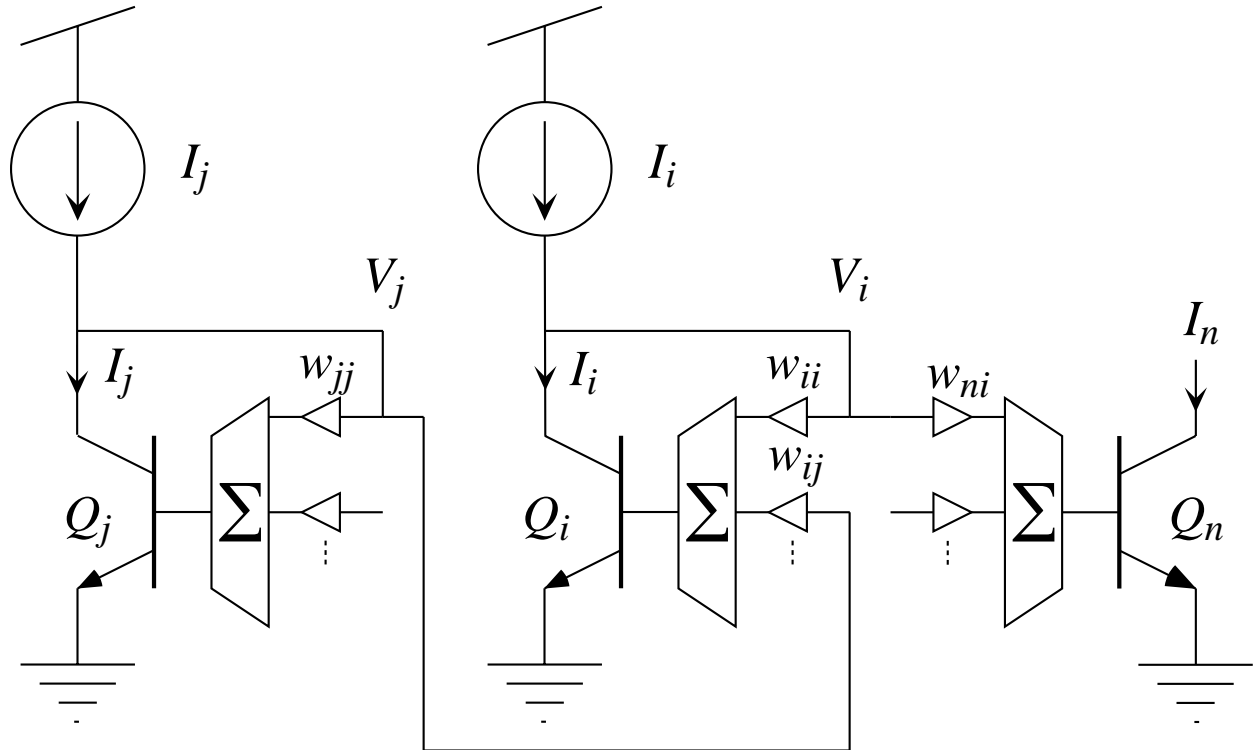 I_j I_i
V_j V_i
I_n
I_j w_jj I_i w_ii w_ni
w_ij
Q_j Σ Q_i Σ Σ Q_n